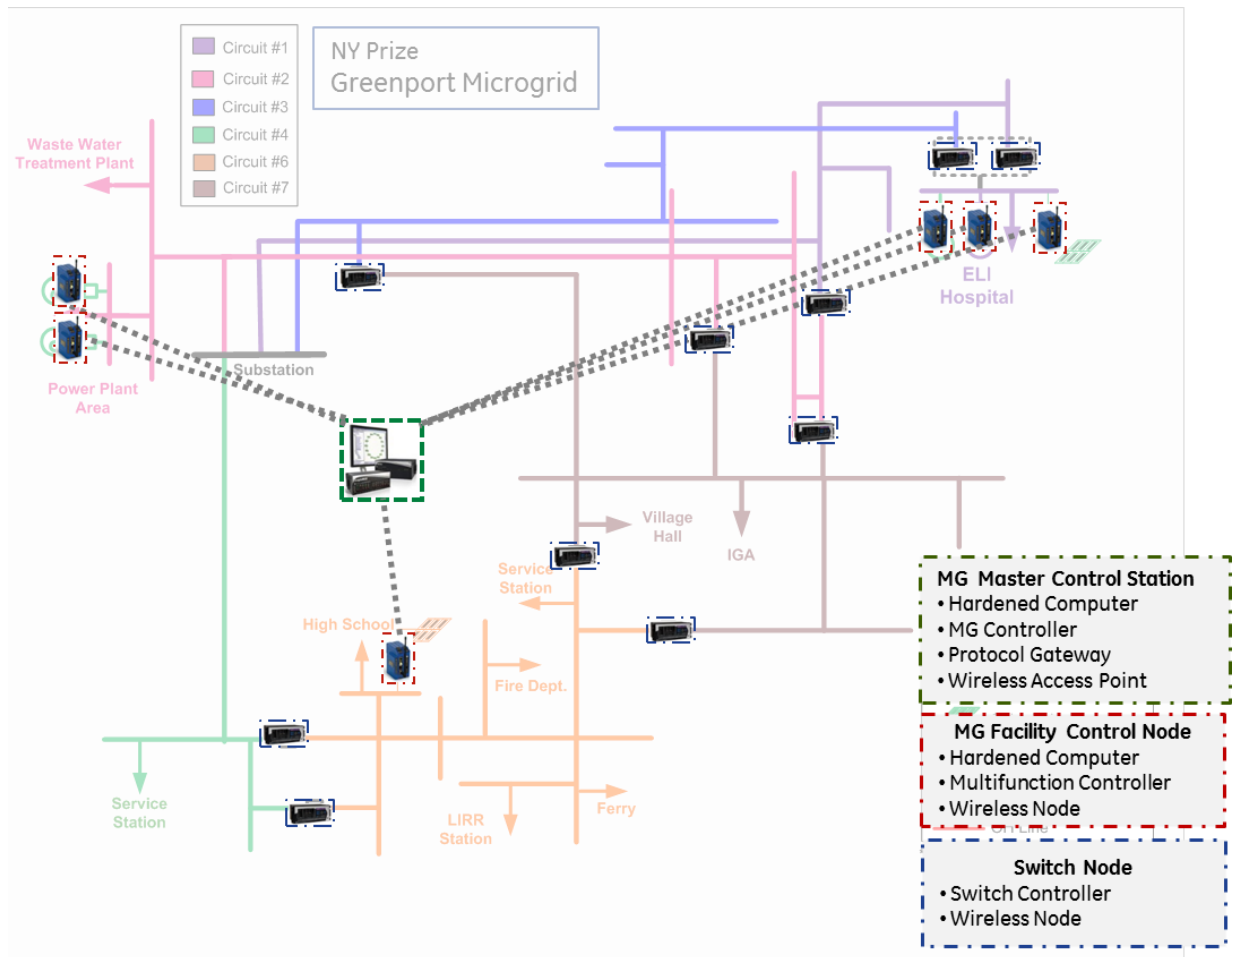 Circuit #1
Circuit #2
Circuit #3
Circuit #4
Circuit #6
Circuit #7
NY Prize
Greenport Microgrid
Waste Water
Treatment Plant
ELI
Hospital
Substation
Power Plant
Area
Village
Hall
IGA
Service
Station
High School
Fire Dept.
Service
Station
LIRR
Station
Ferry
MG Master Control Station
• Hardened Computer
• MG Controller
• Protocol Gateway
• Wireless Access Point
MG Facility Control Node
• Hardened Computer
• Multifunction Controller
• Wireless Node
Switch Node
• Switch Controller
• Wireless Node